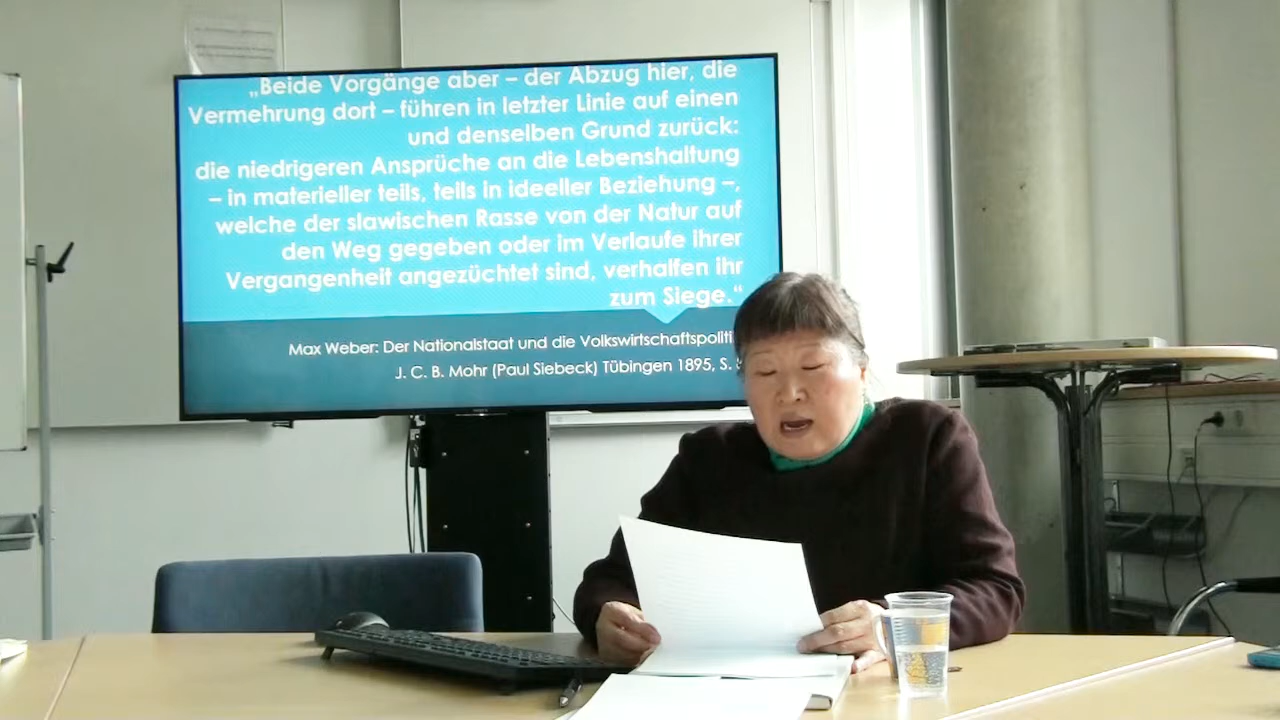 „Beide Vorgänge aber – der Abzug hier, die
Vermehrung dort – führen in letzter Linie auf einen
und denselben Grund zurück:
die niedrigeren Ansprüche an die Lebenshaltung
– in materieller teils, teils in ideeller Beziehung –,
welche der slawischen Rasse von der Natur auf
den Weg gegeben oder im Verlaufe ihrer
Vergangenheit angezüchtet sind, verhalfen ihr
zum Siege.“
Max Weber: Der Nationalstaat und die Volkswirtschaftspoliti
J. C. B. Mohr (Paul Siebeck) Tübingen 1895, S.